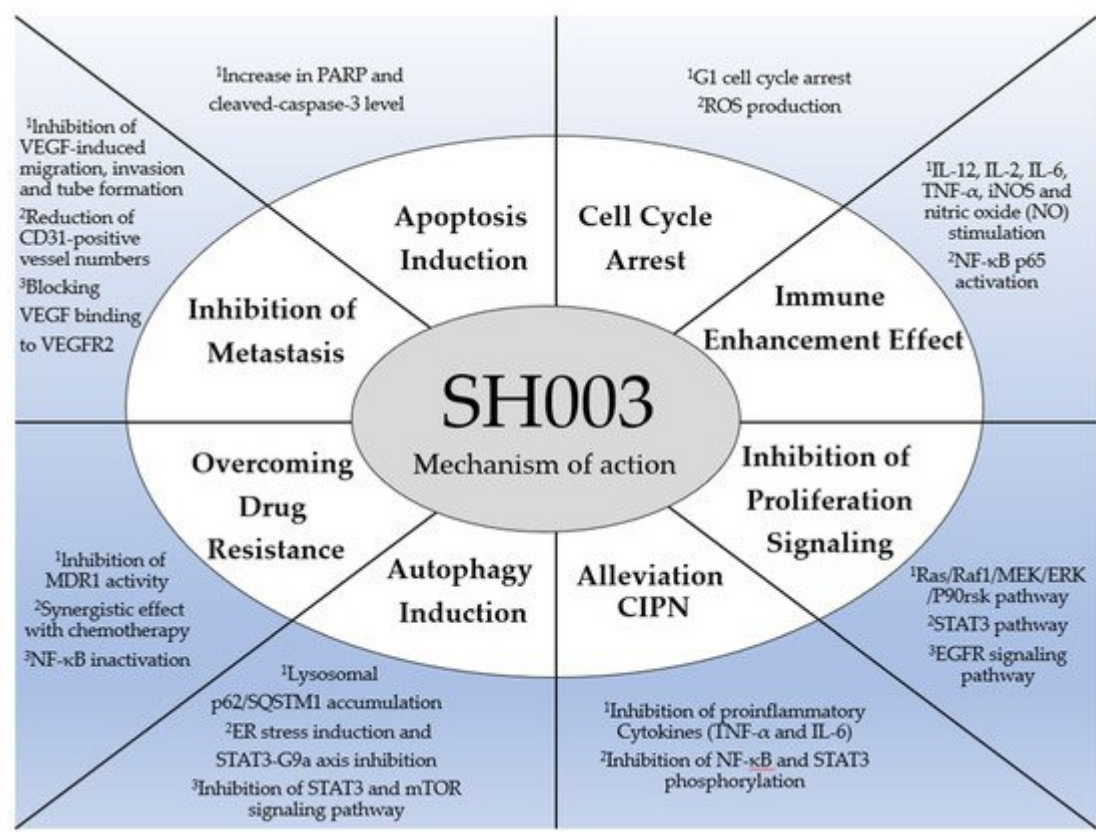 ¹Increase in PARP and
cleaved-caspase-3 level
¹G1 cell cycle arrest
²ROS production
¹Inhibition of
VEGF-induced
migration, invasion
and tube formation
²Reduction of
CD31-positive
vessel numbers
³Blocking
VEGF binding
to VEGFR2
¹IL-12, IL-2, IL-6,
TNF-α, iNOS and
nitric oxide (NO)
stimulation
²NF-κB p65
activation
Apoptosis
Induction
Cell Cycle
Arrest
Inhibition of
Metastasis
Immune
Enhancement Effect
SH003
Mechanism of action
Overcoming
Drug
Resistance
Inhibition of
Proliferation
Signaling
Autophagy
Induction
Alleviation
CIPN
¹Inhibition of
MDR1 activity
²Synergistic effect
with chemotherapy
³NF-κB inactivation
¹Ras/Raf1/MEK/ERK
/P90rsk pathway
²STAT3 pathway
³EGFR signaling
pathway
¹Lysosomal
p62/SQSTM1 accumulation
²ER stress induction and
STAT3-G9a axis inhibition
³Inhibition of STAT3 and mTOR
signaling pathway
¹Inhibition of proinflammatory
Cytokines (TNF-α and IL-6)
²Inhibition of NF-κB and STAT3
phosphorylation